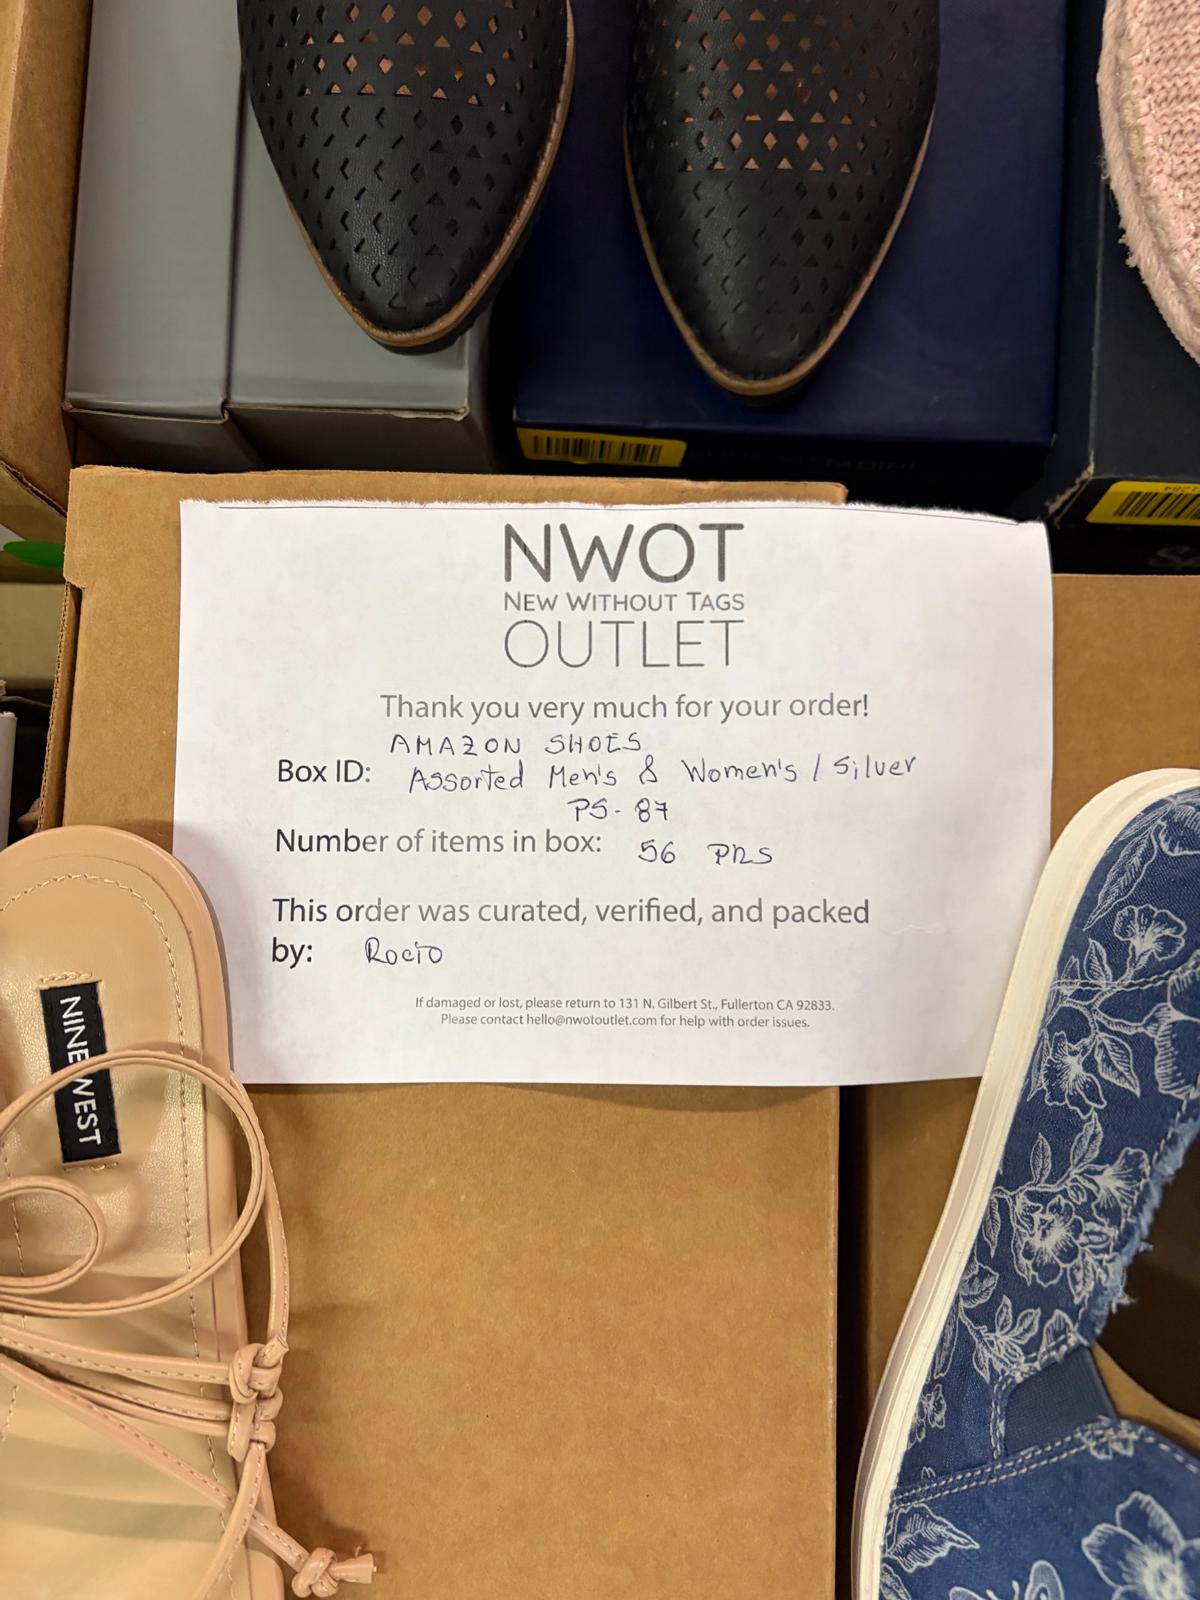 NWOT
NEW WITHOUT TAGS
OUTLET
Thank you very much for your order!
AMAZON SHOES
Box ID: Assorted Men's & Women's / Silver
PS-87
Number of items in box: 56 PRS
This order was curated, verified, and packed
by: Rocio
If damaged or lost, please return to 131 N. Gilbert St., Fullerton CA 92833.
Please contact hello@nwotoutlet.com for help with order issues.
NINE WEST